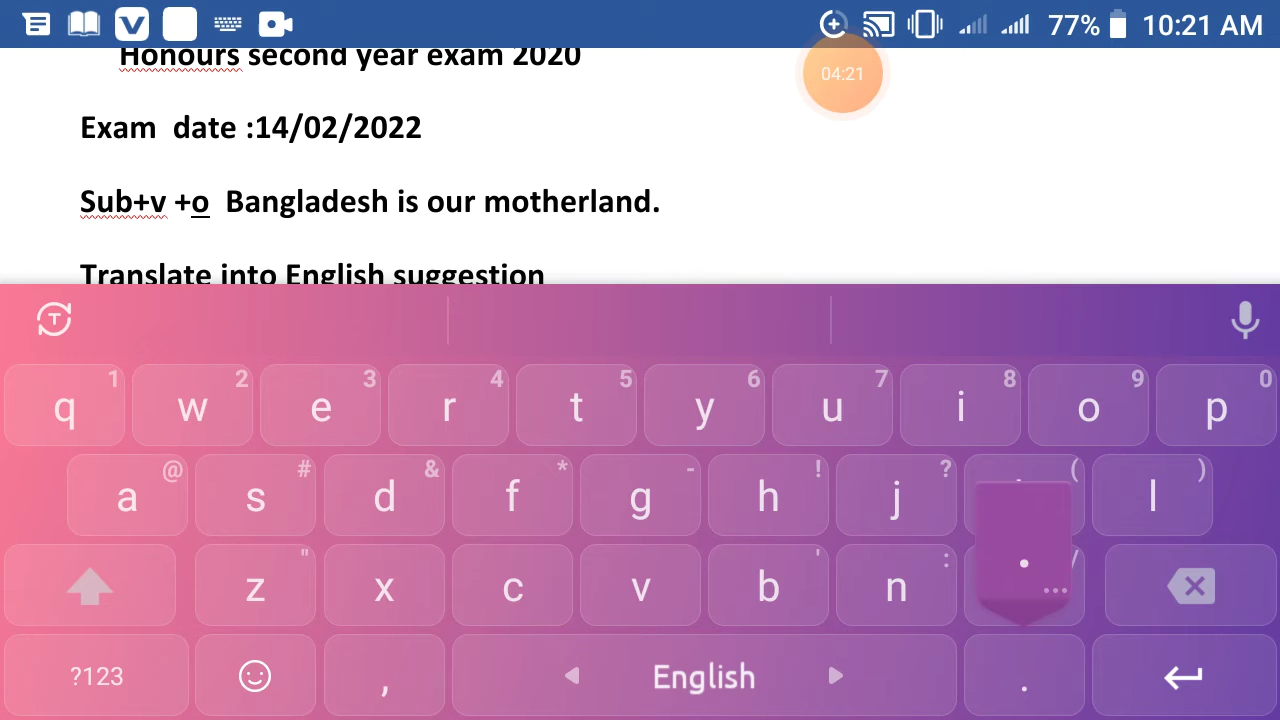 77% 10:21 AM
04:21
Honours second year exam 2020
Exam date :14/02/2022
Sub+v +o Bangladesh is our motherland.
Translate into English suggestion
1 2 3 4 5 6 7 8 9 0
q w e r t y u i o p
@ # & * - ! ? ( )
a s d f g h j l
" ' : /
z x c v b n .
?123 , English .